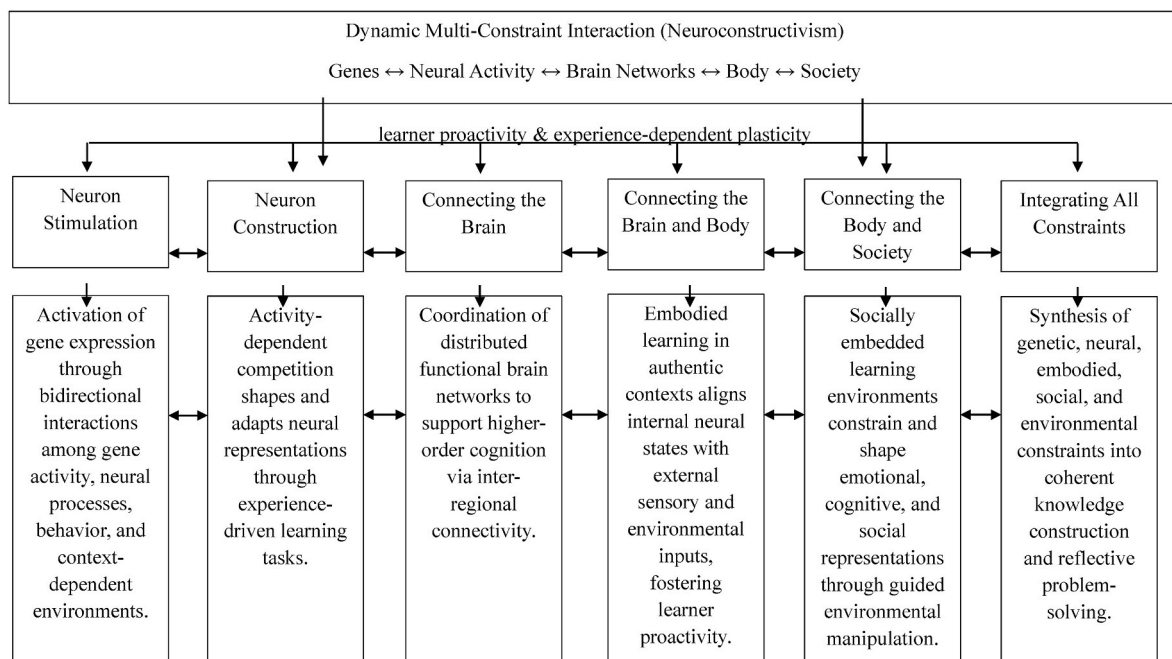 Dynamic Multi-Constraint Interaction (Neuroconstructivism)
Genes ↔ Neural Activity ↔ Brain Networks ↔ Body ↔ Society
learner proactivity & experience-dependent plasticity
Neuron
Stimulation
Neuron
Construction
Connecting the
Brain
Connecting the
Brain and Body
Connecting the
Body and
Society
Integrating All
Constraints
Activation of
gene expression
through
bidirectional
interactions
among gene
activity, neural
processes,
behavior, and
context-
dependent
environments.
Activity-
dependent
competition
shapes and
adapts neural
representations
through
experience-
driven learning
tasks.
Coordination of
distributed
functional brain
networks to
support higher-
order cognition
via inter-
regional
connectivity.
Embodied
learning in
authentic
contexts aligns
internal neural
states with
external
sensory and
environmental
inputs,
fostering
learner
proactivity.
Socially
embedded
learning
environments
constrain and
shape
emotional,
cognitive, and
social
representations
through guided
environmental
manipulation.
Synthesis of
genetic, neural,
embodied,
social, and
environmental
constraints into
coherent
knowledge
construction
and reflective
problem-
solving.